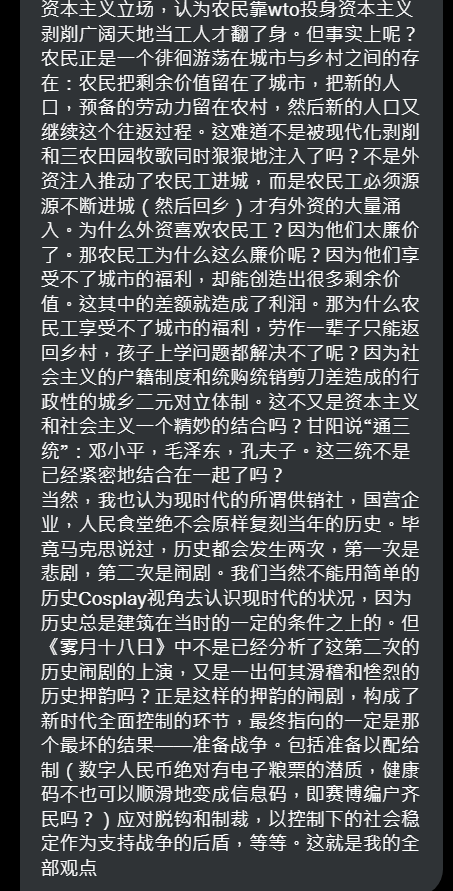 资本主义立场，认为农民靠wto投身资本主义
剥削广阔天地当工人才翻了身。但事实上呢？
农民正是一个徘徊游荡在城市与乡村之间的存
在：农民把剩余价值留在了城市，把新的人
口，预备的劳动力留在农村，然后新的人口又
继续这个往返过程。这难道不是被现代化剥削
和三农田园牧歌同时狠狠地注入了吗？不是外
资注入推动了农民工进城，而是农民工必须源
源不断进城（然后回乡）才有外资的大量涌
入。为什么外资喜欢农民工？因为他们太廉价
了。那农民工为什么这么廉价呢？因为他们享
受不了城市的福利，却能创造出很多剩余价
值。这其中的差额就造成了利润。那为什么农
民工享受不了城市的福利，劳作一辈子只能返
回乡村，孩子上学问题都解决不了呢？因为社
会主义的户籍制度和统购统销剪刀差造成的行
政性的城乡二元对立体制。这不又是资本主义
和社会主义一个精妙的结合吗？甘阳说“通三
统”：邓小平，毛泽东，孔夫子。这三统不是
已经紧密地结合在一起了吗？
当然，我也认为现时代的所谓供销社，国营企
业，人民食堂绝不会原样复刻当年的历史。毕
竟马克思说过，历史都会发生两次，第一次是
悲剧，第二次是闹剧。我们当然不能用简单的
历史Cosplay视角去认识现时代的状况，因为
历史总是建筑在当时的一定的条件之上的。但
《雾月十八日》中不是已经分析了这第二次的
历史闹剧的上演，又是一出何其滑稽和惨烈的
历史押韵吗？正是这样的押韵的闹剧，构成了
新时代全面控制的环节，最终指向的一定是那
个最坏的结果——准备战争。包括准备以配给
制（数字人民币绝对有电子粮票的潜质，健康
码不也可以顺滑地变成信息码，即赛博编户齐
民吗？）应对脱钩和制裁，以控制下的社会稳
定作为支持战争的后盾，等等。这就是我的全
部观点